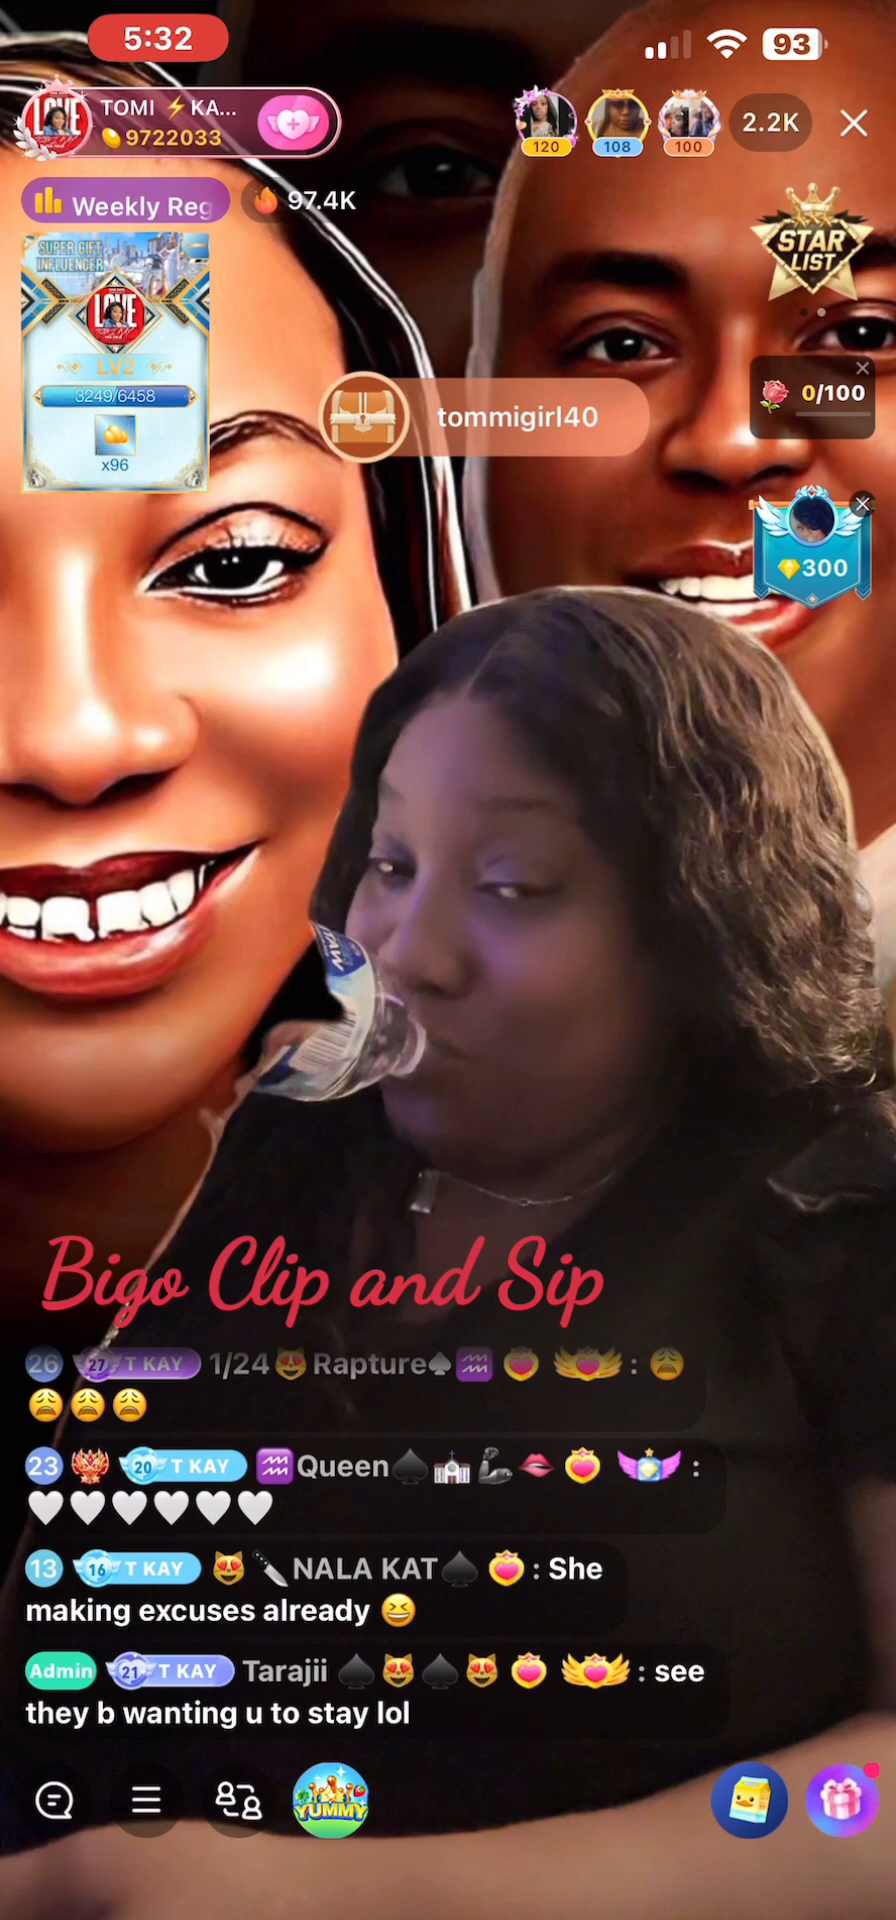 5:32
93
TOMI ⚡KA...
9722033
120
108
100
2.2K
Weekly Reg
97.4K
STAR
LIST
SUPER GIFT
INFLUENCER
LOVE
LV2
3249/6458
x96
tommigirl40
0/100
300
Bigo Clip and Sip
26 27 T KAY 1/24😻Rapture♠️♒💓 : 😩
😩😩😩
23 20 T KAY ♒Queen♠️⛪🦾👄 :
🤍🤍🤍🤍🤍🤍
13 16 T KAY 😻🔪NALA KAT♠️ : She
making excuses already 😆
Admin 21 T KAY Tarajii ♠️😻♠️😻 : see
they b wanting u to stay lol
YUMMY